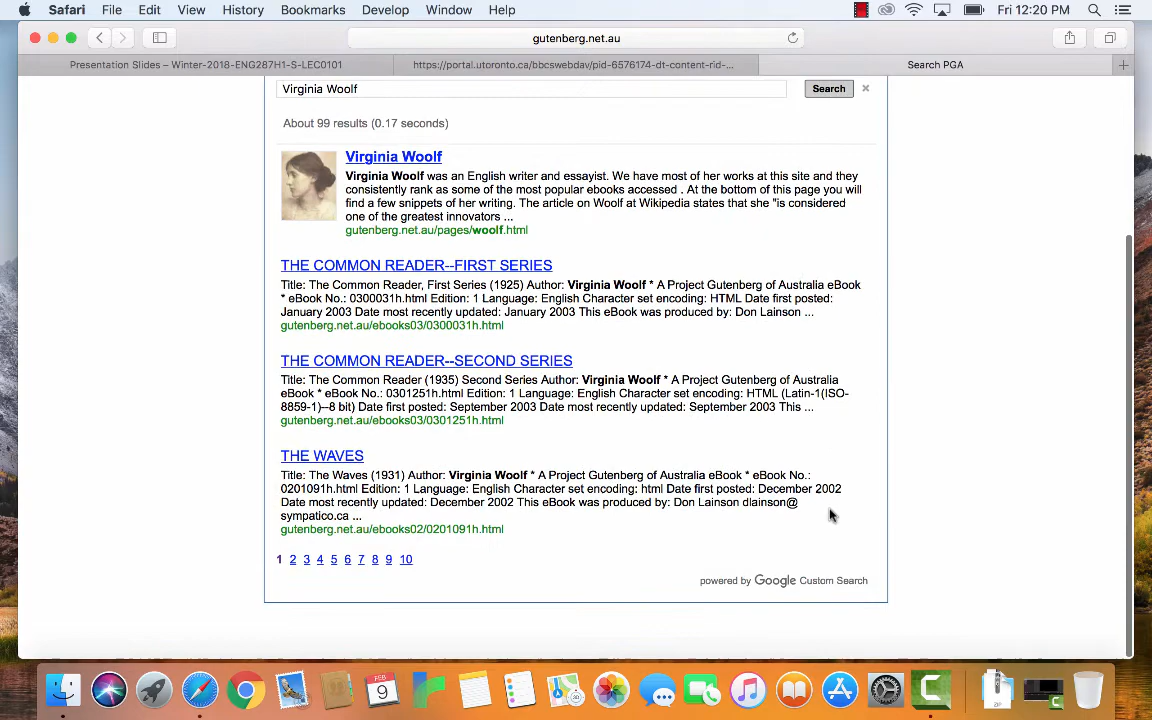 Safari File Edit View History Bookmarks Develop Window Help Fri 12:20 PM
gutenberg.net.au
Presentation Slides – Winter-2018-ENG287H1-S-LEC0101 https://portal.utoronto.ca/bbcswebdav/pid-6576174-dt-content-rid-... Search PGA
Virginia Woolf Search
About 99 results (0.17 seconds)
Virginia Woolf
Virginia Woolf was an English writer and essayist. We have most of her works at this site and they
consistently rank as some of the most popular ebooks accessed . At the bottom of this page you will
find a few snippets of her writing. The article on Woolf at Wikipedia states that she "is considered
one of the greatest innovators ...
gutenberg.net.au/pages/woolf.html
THE COMMON READER--FIRST SERIES
Title: The Common Reader, First Series (1925) Author: Virginia Woolf * A Project Gutenberg of Australia eBook
* eBook No.: 0300031h.html Edition: 1 Language: English Character set encoding: HTML Date first posted:
January 2003 Date most recently updated: January 2003 This eBook was produced by: Don Lainson ...
gutenberg.net.au/ebooks03/0300031h.html
THE COMMON READER--SECOND SERIES
Title: The Common Reader (1935) Second Series Author: Virginia Woolf * A Project Gutenberg of Australia
eBook * eBook No.: 0301251h.html Edition: 1 Language: English Character set encoding: HTML (Latin-1(ISO-
8859-1)--8 bit) Date first posted: September 2003 Date most recently updated: September 2003 This ...
gutenberg.net.au/ebooks03/0301251h.html
THE WAVES
Title: The Waves (1931) Author: Virginia Woolf * A Project Gutenberg of Australia eBook * eBook No.:
0201091h.html Edition: 1 Language: English Character set encoding: html Date first posted: December 2002
Date most recently updated: December 2002 This eBook was produced by: Don Lainson dlainson@
sympatico.ca ...
gutenberg.net.au/ebooks02/0201091h.html
1 2 3 4 5 6 7 8 9 10
powered by Google Custom Search
FEB
9